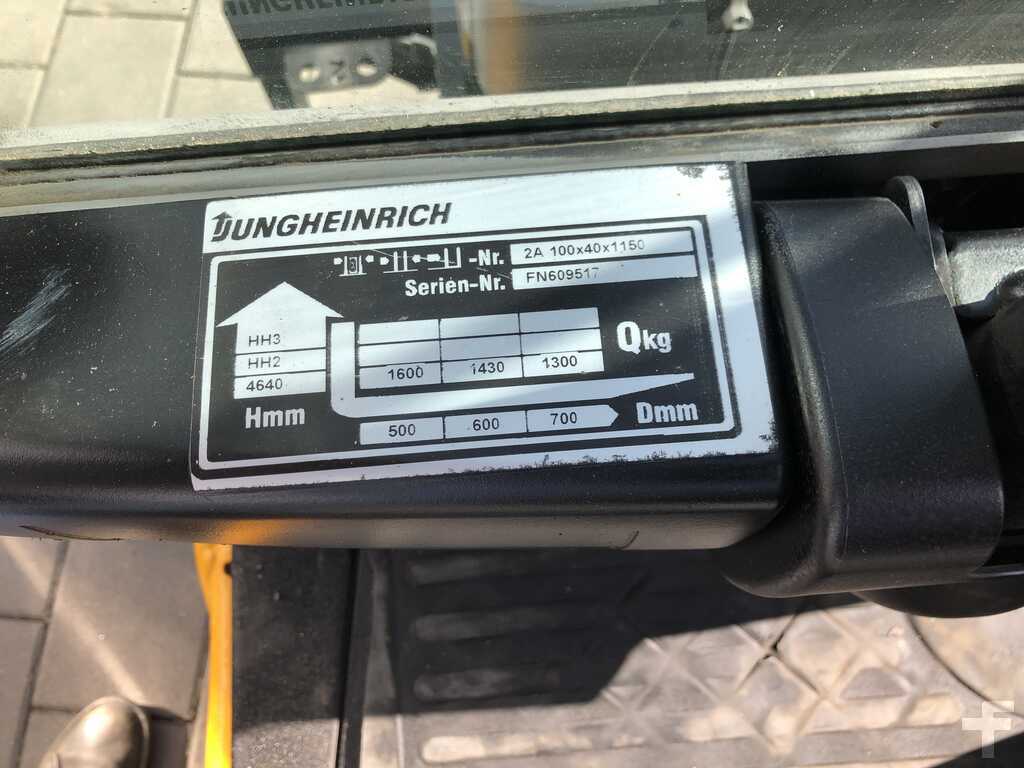 JUNGHEINRICH
-Nr. 2A 100x40x1150
Serien-Nr. FN609517
HH3
HH2
4640
Hmm
1600 1430 1300
Qkg
500 600 700
Dmm